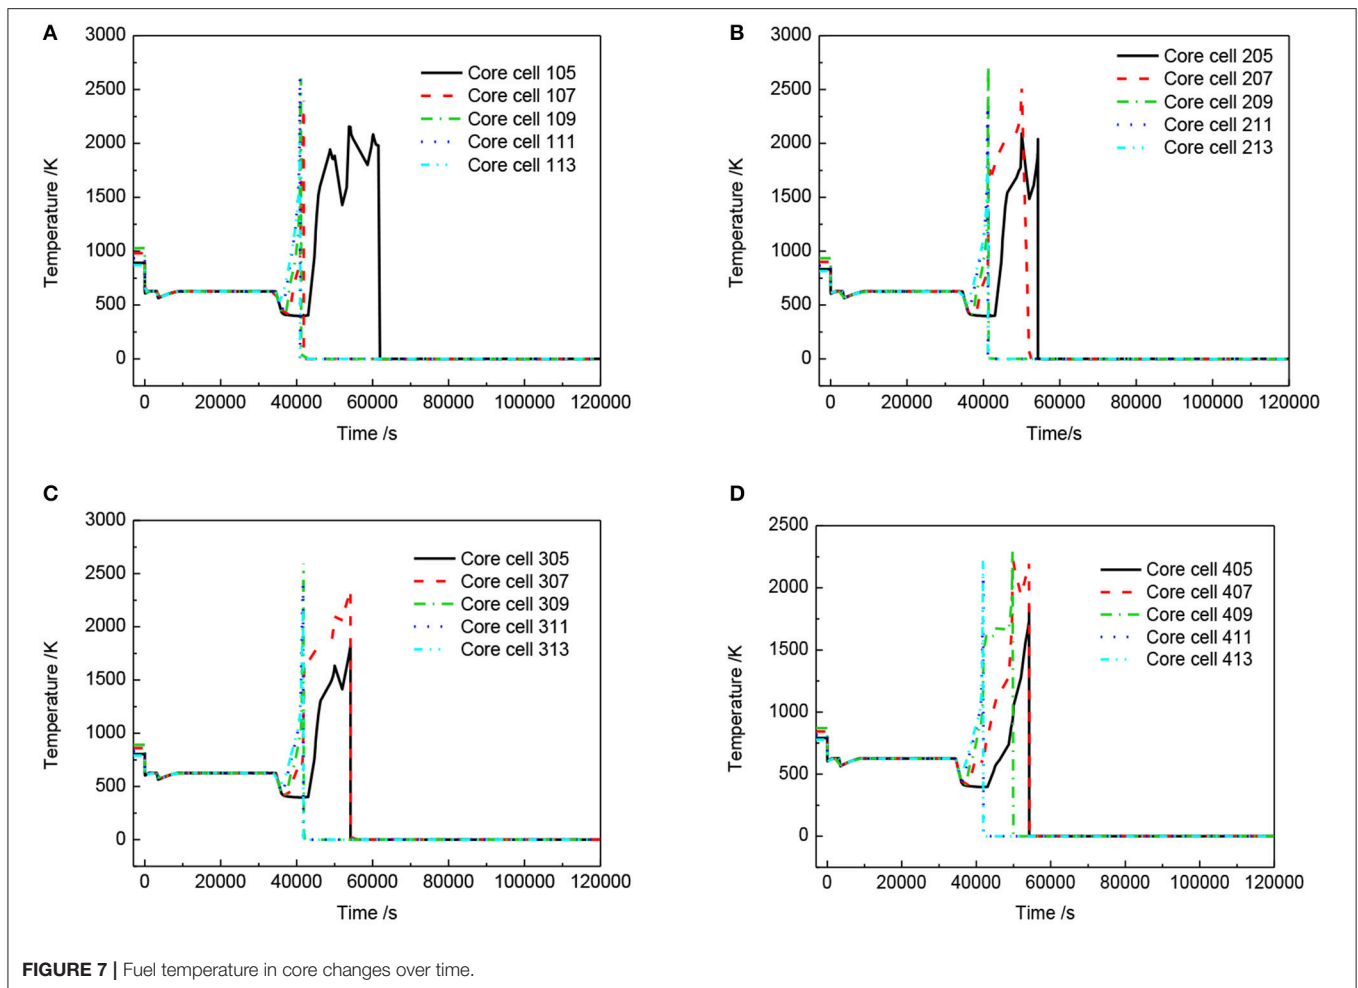 A
3000
2500
2000
1500
1000
500
0
Temperature /K
Core cell 105
Core cell 107
Core cell 109
Core cell 111
Core cell 113
0 20000 40000 60000 80000 100000 120000
Time /s
B
3000
2500
2000
1500
1000
500
0
Temperature /K
Core cell 205
Core cell 207
Core cell 209
Core cell 211
Core cell 213
0 20000 40000 60000 80000 100000 120000
Time/s
C
3000
2500
2000
1500
1000
500
0
Temperature /K
Core cell 305
Core cell 307
Core cell 309
Core cell 311
Core cell 313
0 20000 40000 60000 80000 100000 120000
Time /s
D
2500
2000
1500
1000
500
0
Temperature /K
Core cell 405
Core cell 407
Core cell 409
Core cell 411
Core cell 413
0 20000 40000 60000 80000 100000 120000
Time /s
FIGURE 7 | Fuel temperature in core changes over time.